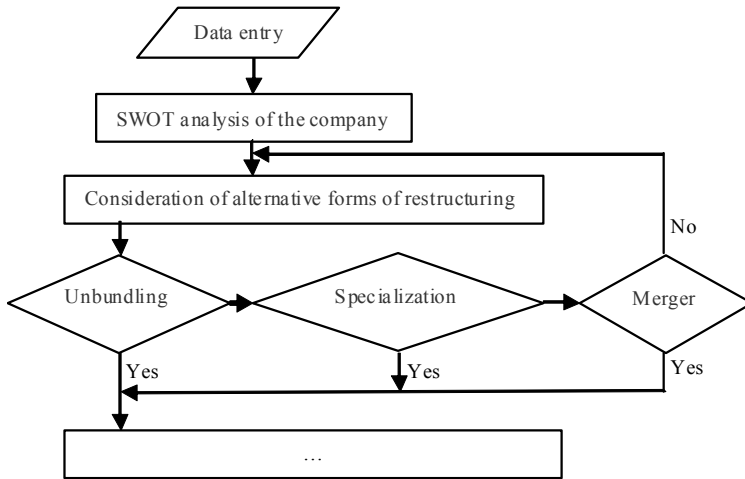 Data entry
SWOT analysis of the company
Consideration of alternative forms of restructuring
No
Unbundling
Specialization
Merger
Yes
Yes
Yes
...